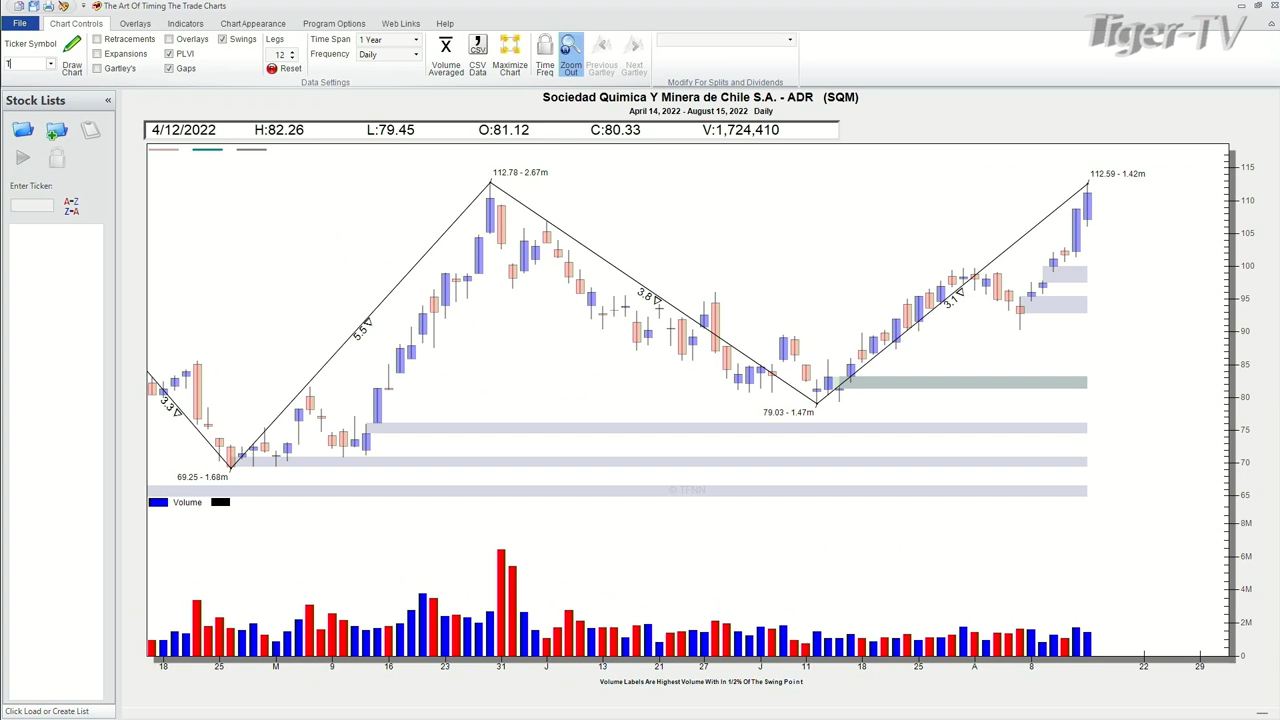 The Art Of Timing The Trade Charts
Tiger-TV
File Chart Controls Overlays Indicators Chart Appearance Program Options Web Links Help
Ticker Symbol
T
Draw Chart
Retracements Overlays Swings
Expansions PLVI
Gartley's Gaps
Legs
12
Reset
Time Span 1 Year
Frequency Daily
Data Settings
Volume Averaged
CSV
CSV Data
Maximize Chart
Time Freq
Zoom Out
Previous Gartley
Next Gartley
Modify For Splits and Dividends
Stock Lists «
Enter Ticker:
A-Z
Z-A
Click Load or Create List
Sociedad Quimica Y Minera de Chile S.A. - ADR (SQM)
April 14, 2022 - August 15, 2022 Daily
4/12/2022 H:82.26 L:79.45 O:81.12 C:80.33 V:1,724,410
112.78 - 2.67m
112.59 - 1.42m
3.3▽
5.5▽
3.8▽
3.1▽
79.03 - 1.47m
69.25 - 1.68m
© TFNN
115
110
105
100
95
90
85
80
75
70
65
Volume
8M
6M
4M
2M
0
18 25 M 9 16 23 31 J 13 21 27 J 11 18 25 A 8 22 29
Volume Labels Are Highest Volume With In 1/2% Of The Swing Point